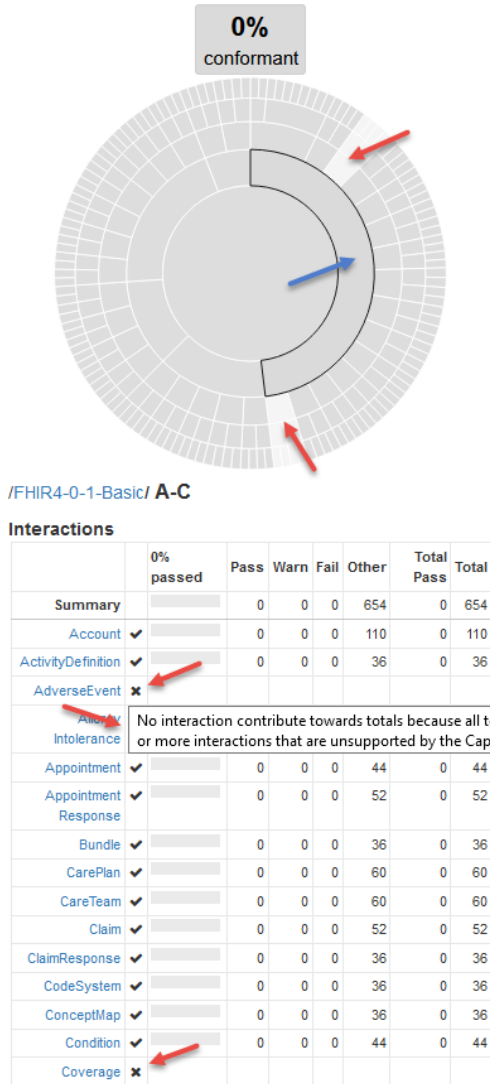 0%
conformant
/FHIR4-0-1-Basic/ A-C
Interactions
0% passed Pass Warn Fail Other Total Pass Total
Summary 0 0 0 654 0 654
Account ✔ 0 0 0 110 0 110
ActivityDefinition ✔ 0 0 0 36 0 36
AdverseEvent ✖
Allergy
Intolerance
No interaction contribute towards totals because all t
or more interactions that are unsupported by the Cap
Appointment ✔ 0 0 0 44 0 44
Appointment Response ✔ 0 0 0 52 0 52
Bundle ✔ 0 0 0 36 0 36
CarePlan ✔ 0 0 0 60 0 60
CareTeam ✔ 0 0 0 60 0 60
Claim ✔ 0 0 0 52 0 52
ClaimResponse ✔ 0 0 0 36 0 36
CodeSystem ✔ 0 0 0 36 0 36
ConceptMap ✔ 0 0 0 36 0 36
Condition ✔ 0 0 0 44 0 44
Coverage ✖